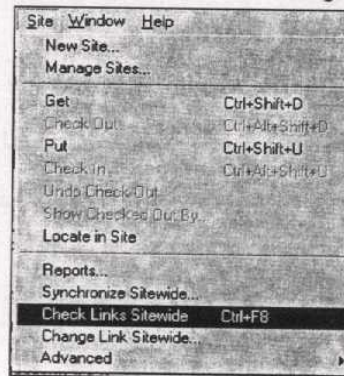 Site Window Help
New Site...
Manage Sites...
Get Ctrl+Shift+D
Check Out Ctrl+Alt+Shift+D
Put Ctrl+Shift+U
Check In Ctrl+Alt+Shift+U
Undo Check Out
Show Checked Out By...
Locate in Site
Reports...
Synchronize Sitewide...
Check Links Sitewide Ctrl+F8
Change Link Sitewide...
Advanced